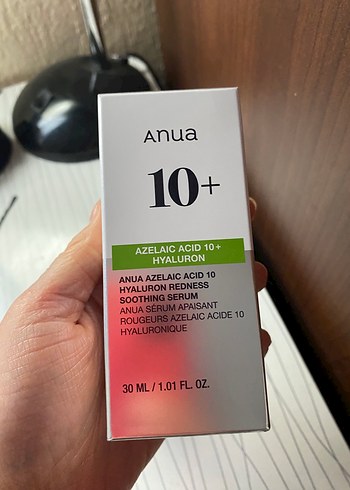 Anua
10+
AZELAIC ACID 10+
HYALURON
ANUA AZELAIC ACID 10
HYALURON REDNESS
SOOTHING SERUM
ANUA SÉRUM APAISANT
ROUGEURS AZELAIC ACIDE 10
HYALURONIQUE
30 ML / 1.01 FL. OZ.